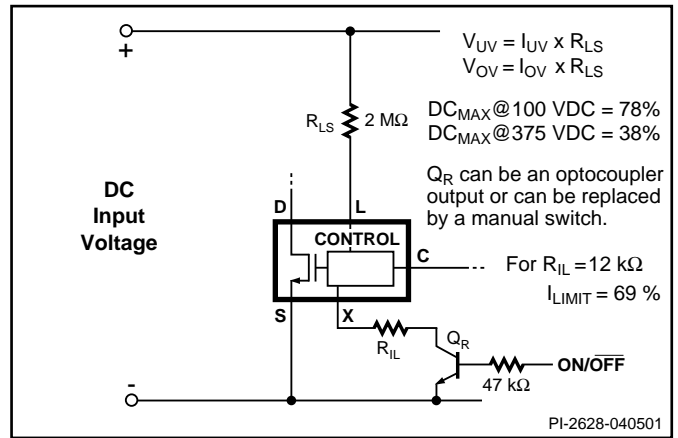 +
V_UV = I_UV x R_LS
V_OV = I_OV x R_LS
R_LS
2 MΩ
DC_MAX@100 VDC = 78%
DC_MAX@375 VDC = 38%
Q_R can be an optocoupler
output or can be replaced
by a manual switch.
DC
Input
Voltage
D
L
CONTROL
C
For R_IL = 12 kΩ
I_LIMIT = 69 %
S
X
R_IL
Q_R
47 kΩ
ON/O̅F̅F̅
-
PI-2628-040501